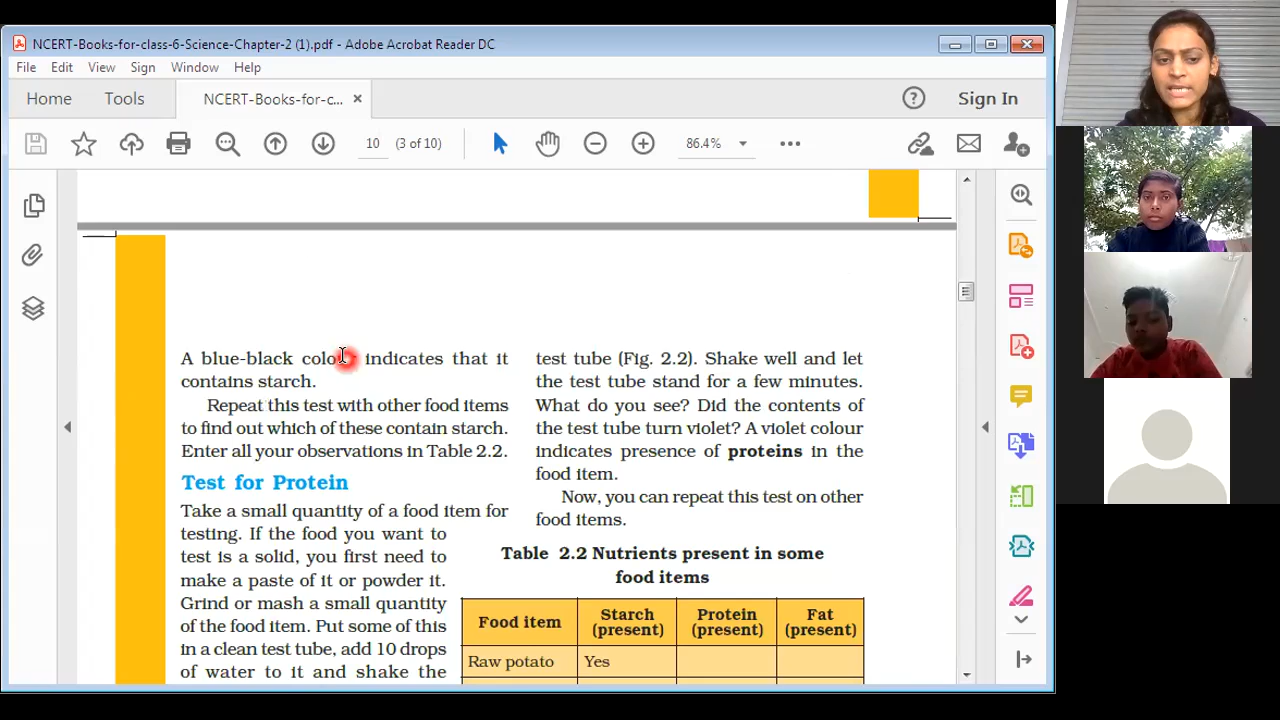 NCERT-Books-for-class-6-Science-Chapter-2 (1).pdf - Adobe Acrobat Reader DC
File Edit View Sign Window Help
Home Tools NCERT-Books-for-c... Sign In
10 (3 of 10) 86.4%
A blue-black colour indicates that it
contains starch.
Repeat this test with other food items
to find out which of these contain starch.
Enter all your observations in Table 2.2.
Test for Protein
Take a small quantity of a food item for
testing. If the food you want to
test is a solid, you first need to
make a paste of it or powder it.
Grind or mash a small quantity
of the food item. Put some of this
in a clean test tube, add 10 drops
of water to it and shake the
test tube (Fig. 2.2). Shake well and let
the test tube stand for a few minutes.
What do you see? Did the contents of
the test tube turn violet? A violet colour
indicates presence of proteins in the
food item.
Now, you can repeat this test on other
food items.
Table 2.2 Nutrients present in some
food items
Food item Starch (present) Protein (present) Fat (present)
Raw potato Yes